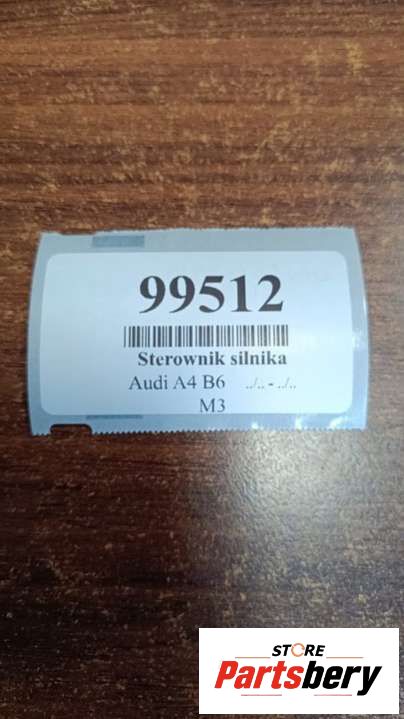 99512
Sterownik silnika
Audi A4 B6 ../.. - ../..
M3
STORE
Partsbery